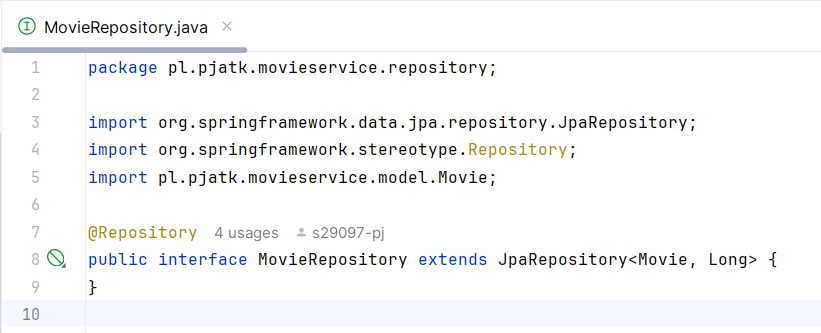 MovieRepository.java
1 package pl.pjatk.movieservice.repository;
2
3 import org.springframework.data.jpa.repository.JpaRepository;
4 import org.springframework.stereotype.Repository;
5 import pl.pjatk.movieservice.model.Movie;
6
7 @Repository 4 usages s29097-pj
8 public interface MovieRepository extends JpaRepository<Movie, Long> {
9 }
10